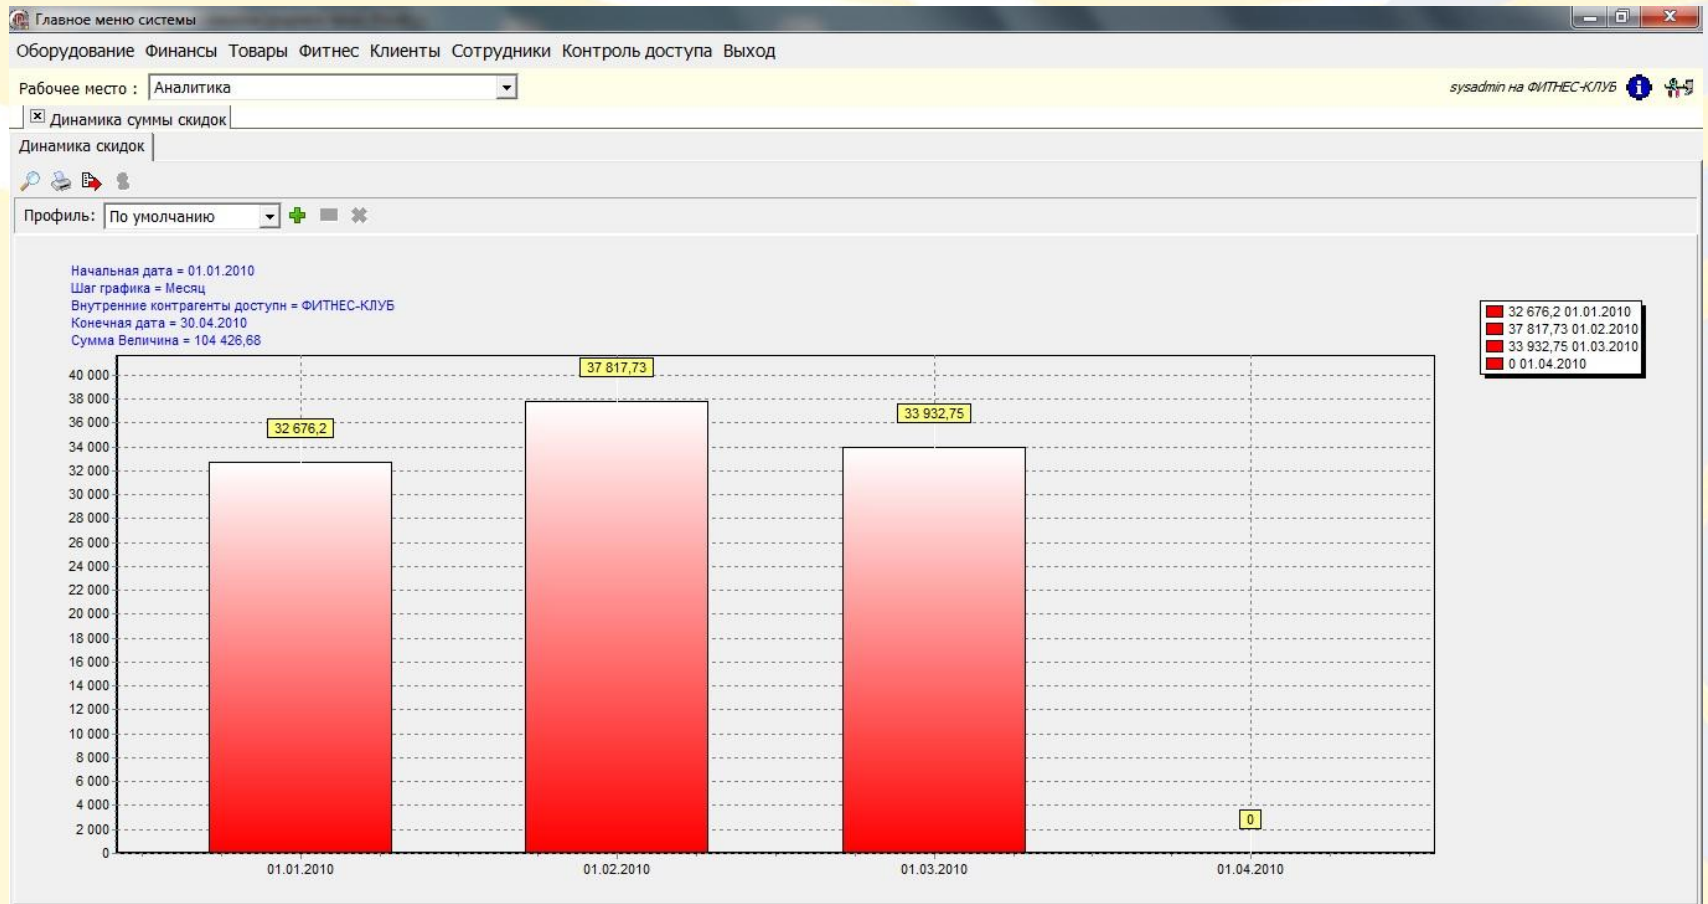 Главное меню системы
Оборудование Финансы Товары Фитнес Клиенты Сотрудники Контроль доступа Выход
Рабочее место : Аналитика
sysadmin на ФИТНЕС-КЛУБ
Динамика суммы скидок
Динамика скидок
Профиль: По умолчанию
Начальная дата = 01.01.2010
Шаг графика = Месяц
Внутренние контрагенты доступн = ФИТНЕС-КЛУБ
Конечная дата = 30.04.2010
Сумма Величина = 104 426,68
32 676,2 01.01.2010
37 817,73 01.02.2010
33 932,75 01.03.2010
0 01.04.2010
40 000
38 000
36 000
34 000
32 000
30 000
28 000
26 000
24 000
22 000
20 000
18 000
16 000
14 000
12 000
10 000
8 000
6 000
4 000
2 000
0
32 676,2
37 817,73
33 932,75
0
01.01.2010
01.02.2010
01.03.2010
01.04.2010